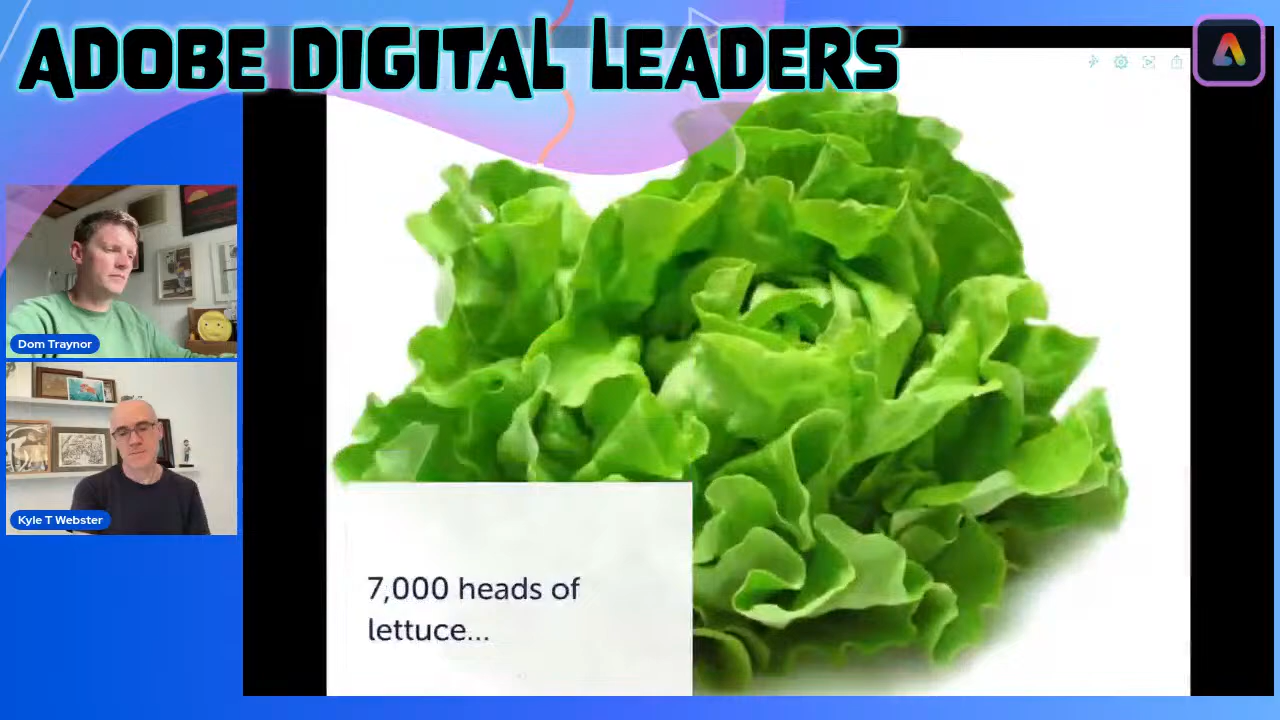 ADOBE DIGITAL LEADERS
Dom Traynor
Kyle T Webster
7,000 heads of
lettuce...